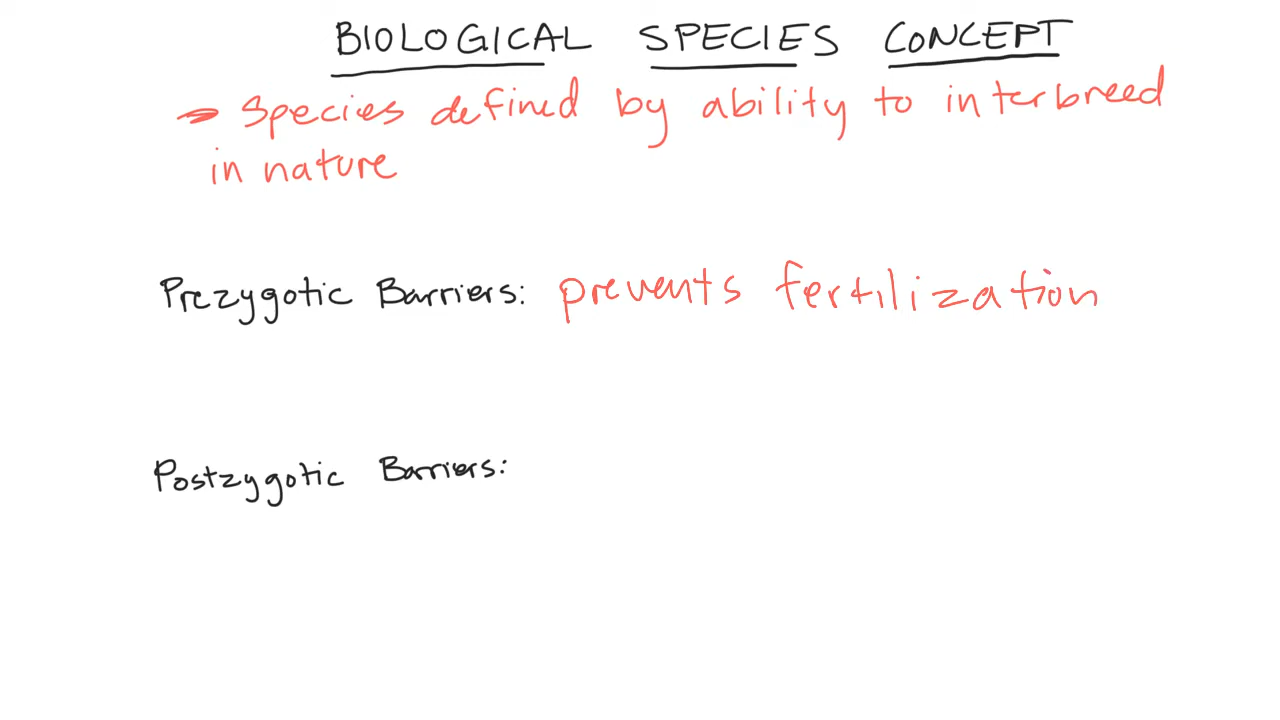 BIOLOGICAL SPECIES CONCEPT
→ Species defined by ability to interbreed
in nature
Prezygotic Barriers: prevents fertilization
Postzygotic Barriers: